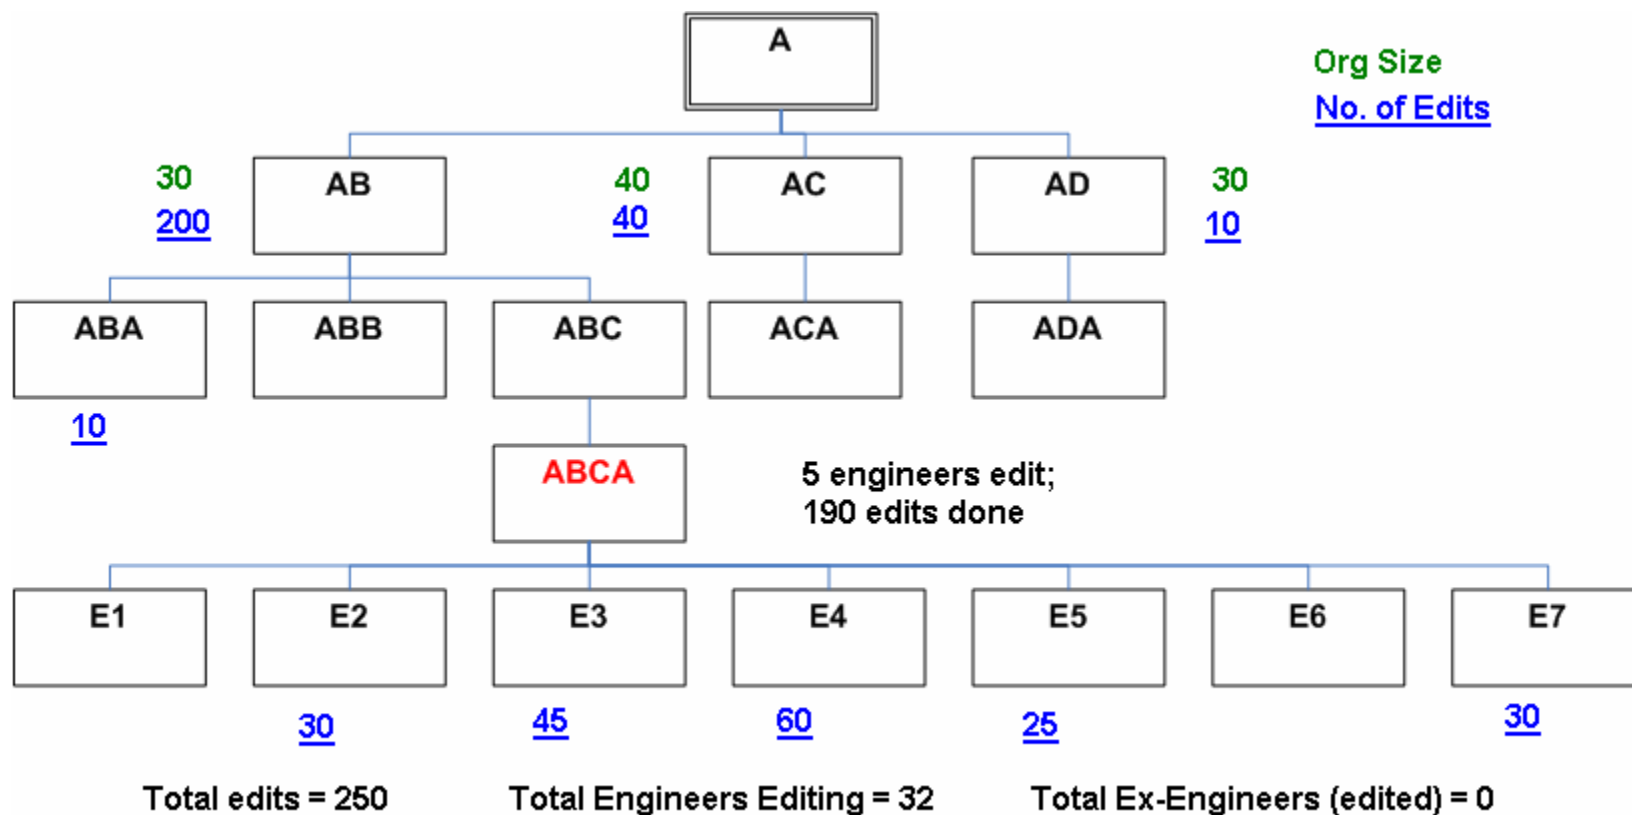 A
Org Size
No. of Edits
30
200
AB
40
40
AC
AD
30
10
ABA
ABB
ABC
ACA
ADA
10
ABCA
5 engineers edit;
190 edits done
E1
E2
E3
E4
E5
E6
E7
30
45
60
25
30
Total edits = 250
Total Engineers Editing = 32
Total Ex-Engineers (edited) = 0